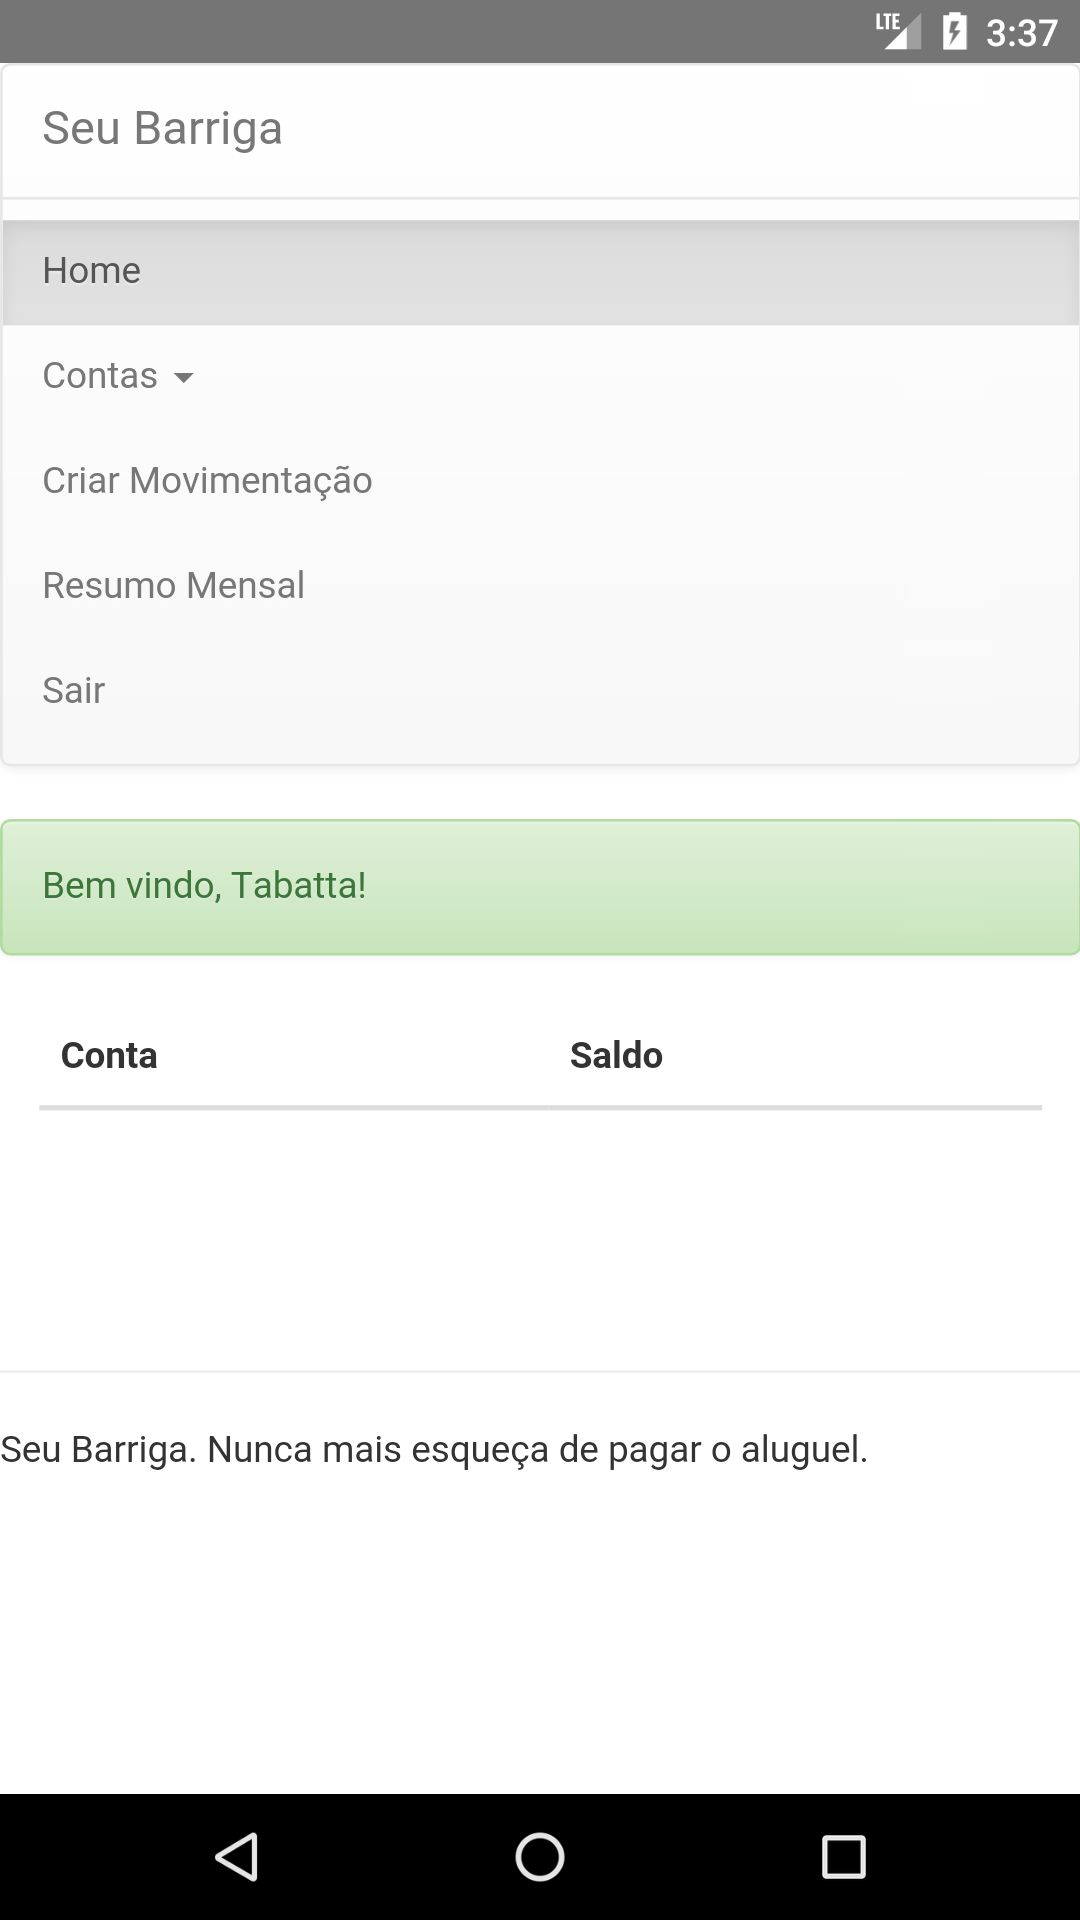 LTE 3:37
Seu Barriga
Home
Contas
Criar Movimentação
Resumo Mensal
Sair
Bem vindo, Tabatta!
Conta Saldo
Seu Barriga. Nunca mais esqueça de pagar o aluguel.